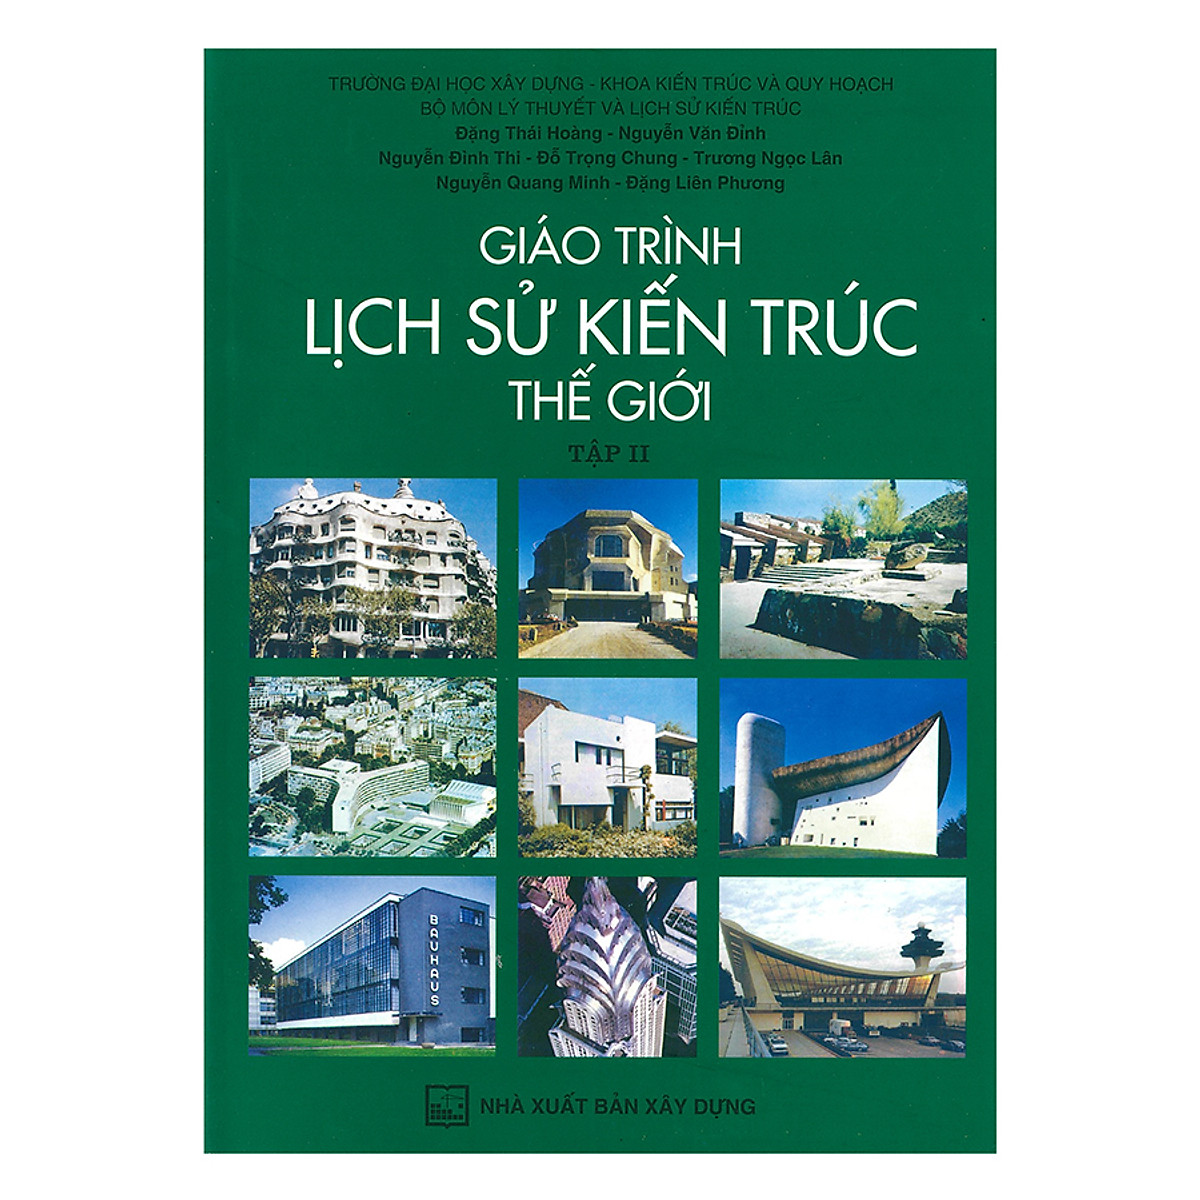 TRƯỜNG ĐẠI HỌC XÂY DỰNG - KHOA KIẾN TRÚC VÀ QUY HOẠCH
BỘ MÔN LÝ THUYẾT VÀ LỊCH SỬ KIẾN TRÚC
Đặng Thái Hoàng - Nguyễn Văn Đỉnh
Nguyễn Đình Thi - Đỗ Trọng Chung - Trương Ngọc Lân
Nguyễn Quang Minh - Đặng Liên Phương
GIÁO TRÌNH
LỊCH SỬ KIẾN TRÚC
THẾ GIỚI
TẬP II
BAUHAUS
NHÀ XUẤT BẢN XÂY DỰNG